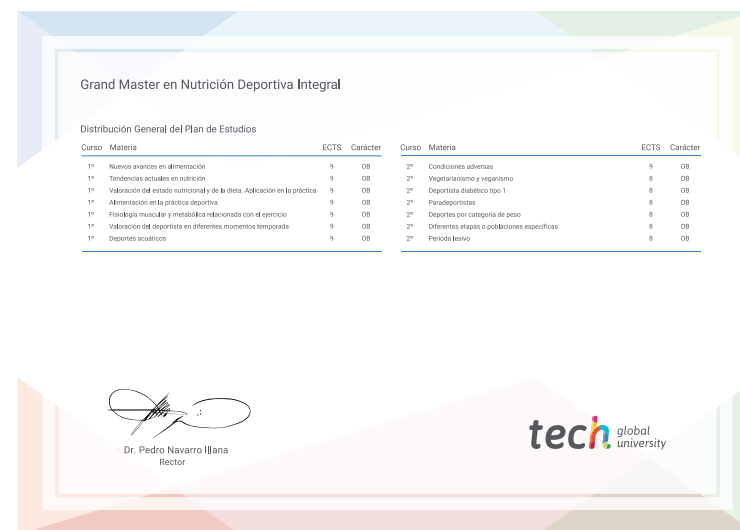 Grand Master en Nutrición Deportiva Integral
Distribución General del Plan de Estudios
Curso Materia ECTS Carácter
1º Nuevos avances en alimentación 9 OB
1º Tendencias actuales en nutrición 9 OB
1º Valoración del estado nutricional y de la dieta. Aplicación en la práctica 9 OB
1º Alimentación en la práctica deportiva 9 OB
1º Fisiología muscular y metabólica relacionada con el ejercicio 9 OB
1º Valoración del deportista en diferentes momentos temporada 9 OB
1º Deportes acuáticos 9 OB
Curso Materia ECTS Carácter
2º Condiciones adversas 9 OB
2º Vegetarianismo y veganismo 8 OB
2º Deportista diabético tipo 1 8 OB
2º Paradeportistas 8 OB
2º Deportes por categoría de peso 8 OB
2º Diferentes etapas o poblaciones específicas 8 OB
2º Periodo lesivo 8 OB
Dr. Pedro Navarro Illana
Rector
tech global
university